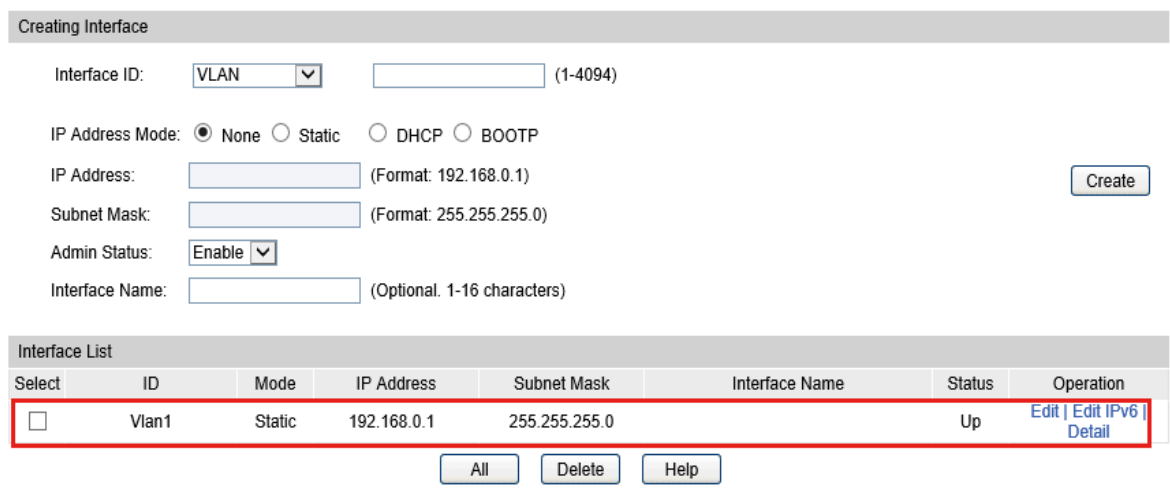 Creating Interface
Interface ID: VLAN (1-4094)
IP Address Mode: None Static DHCP BOOTP
IP Address: (Format: 192.168.0.1)
Create
Subnet Mask: (Format: 255.255.255.0)
Admin Status: Enable
Interface Name: (Optional. 1-16 characters)
Interface List
Select ID Mode IP Address Subnet Mask Interface Name Status Operation
Vlan1 Static 192.168.0.1 255.255.255.0 Up Edit | Edit IPv6 |
Detail
All Delete Help